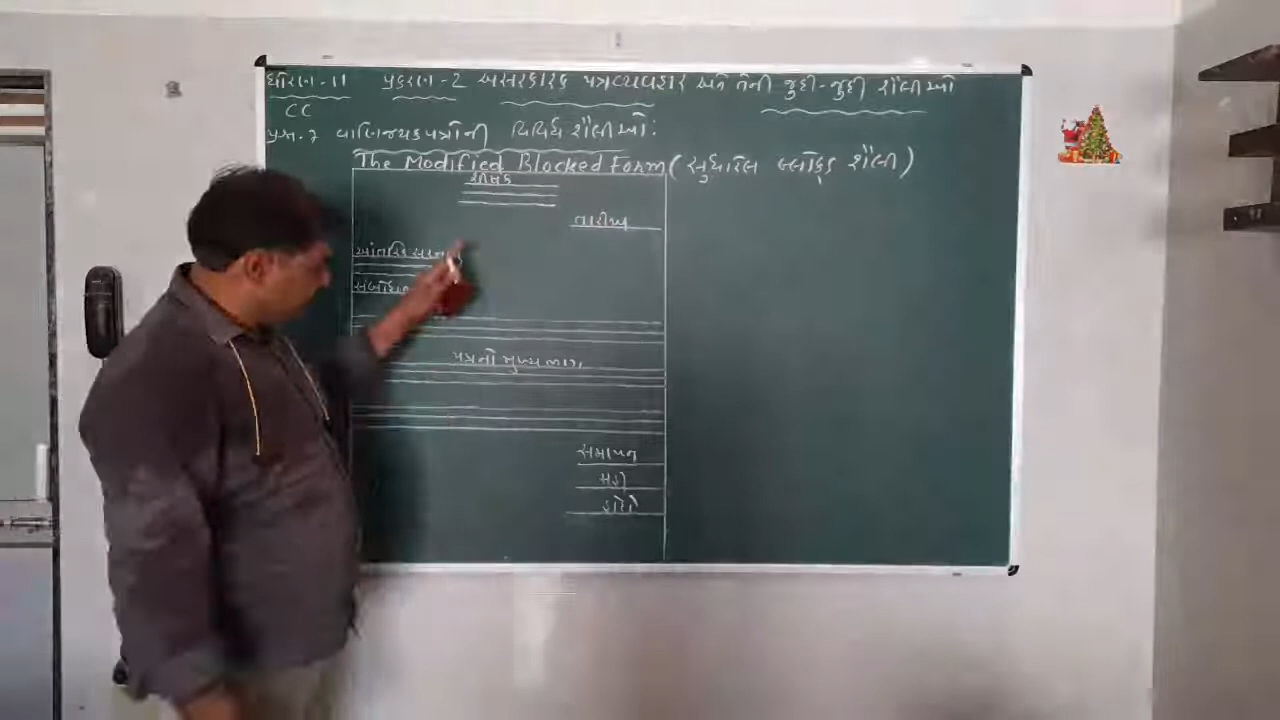 ધોરણ-11 પ્રકરણ-2 અસરકારક પત્રવ્યવહાર અને તેની જુદી-જુદી શૈલીઓ
CC
પ્રશ્ન.7 વાણિજ્યકપત્રોની વિવિધ શૈલીઓ:
The Modified Blocked Form (સુધારેલ બ્લોક્ડ શૈલી)
શીર્ષક
તારીખ
આંતરિક
સંબોધન
પત્રનો મુખ્ય ભાગ
સમાપન
સહી
હોદ્દો